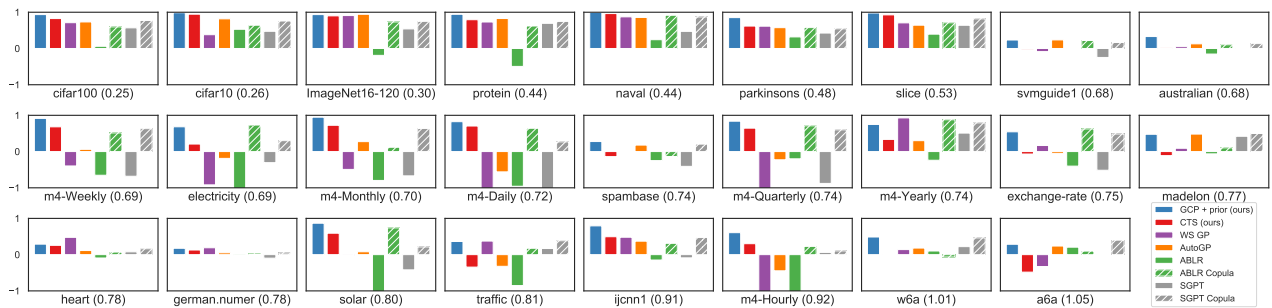 1
0
−1
cifar100 (0.25) cifar10 (0.26) ImageNet16-120 (0.30) protein (0.44) naval (0.44) parkinsons (0.48) slice (0.53) svmguide1 (0.68) australian (0.68)
1
0
−1
m4-Weekly (0.69) electricity (0.69) m4-Monthly (0.70) m4-Daily (0.72) spambase (0.74) m4-Quarterly (0.74) m4-Yearly (0.74) exchange-rate (0.75) madelon (0.77)
1
0
−1
heart (0.78) german.numer (0.78) solar (0.80) traffic (0.81) ijcnn1 (0.91) m4-Hourly (0.92) w6a (1.01) a6a (1.05)
GCP + prior (ours)
CTS (ours)
WS GP
AutoGP
ABLR
ABLR Copula
SGPT
SGPT Copula